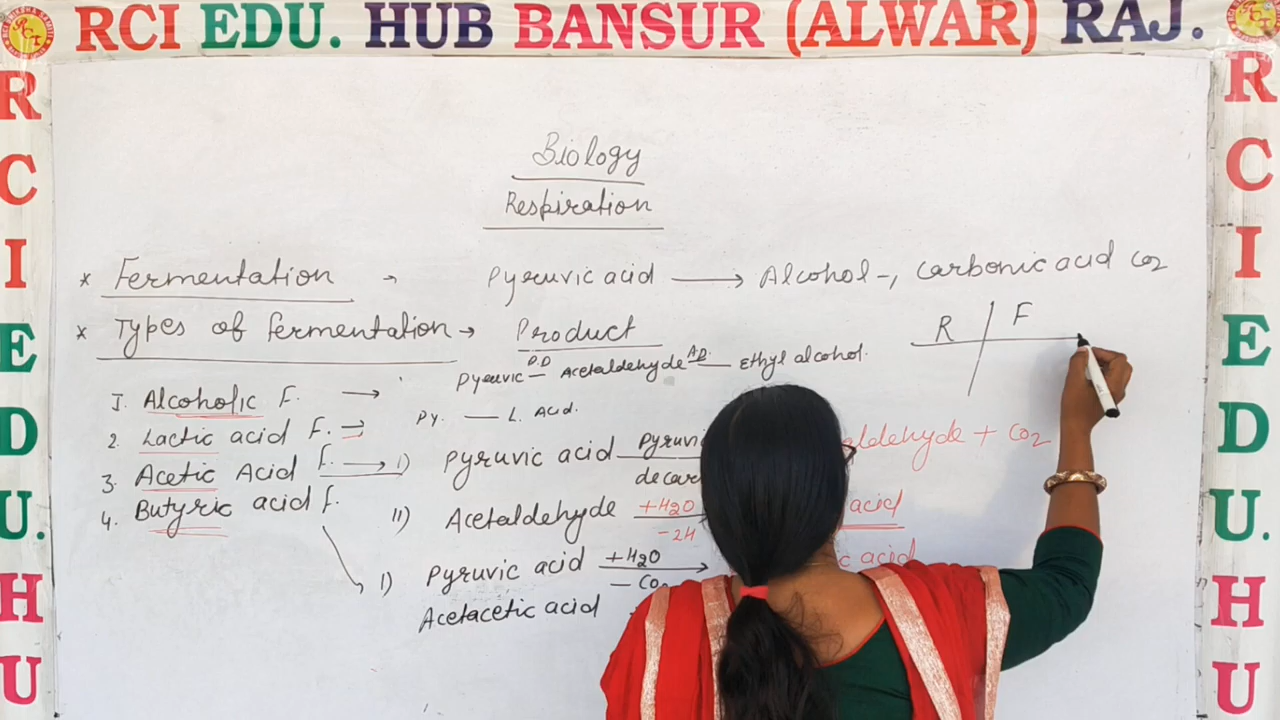 RCI EDU. HUB BANSUR (ALWAR) RAJ.
R
C
I
E
D
U.
H
U
Biology
Respiration
* Fermentation → Pyruvic acid → Alcohol -, Carbonic acid CO2
* Types of fermentation → Product
R F
Pyruvic — Acetaldehyde A.D. — Ethyl alcohol.
1. Alcoholic F. →
Py. — L. Acid.
2. Lactic acid F. →
3. Acetic Acid F. → i) Pyruvic acid
aldehyde + CO2
4. Butyric acid F.
ii) Acetaldehyde +H2O -2H acid
i) Pyruvic acid +H2O →
c acid
Acetacetic acid
R
C
I
E
D
U.
H
U